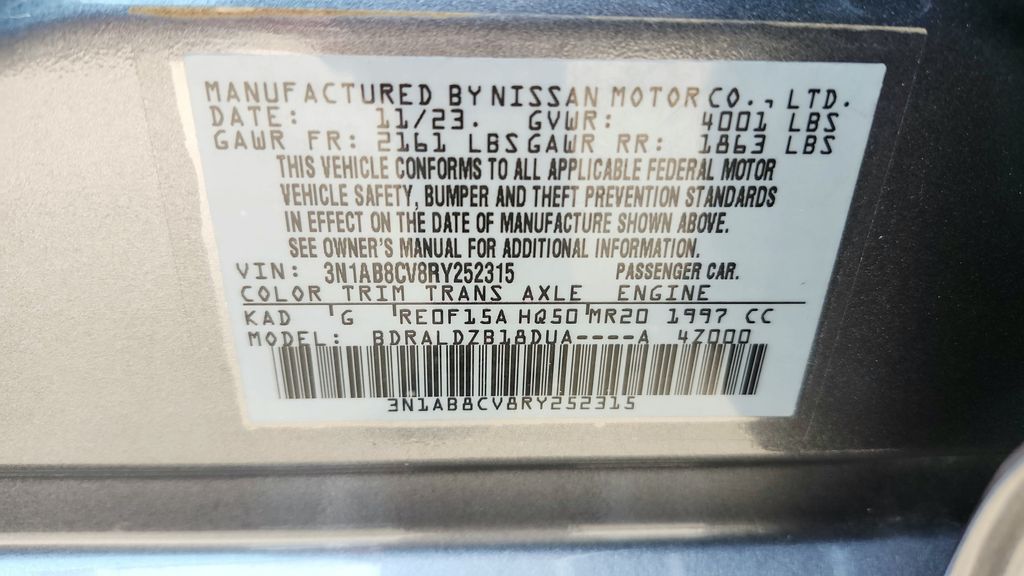 MANUFACTURED BY NISSAN MOTOR CO., LTD.
DATE: 11/23. GVWR: 4001 LBS
GAWR FR: 2161 LBS GAWR RR: 1863 LBS
THIS VEHICLE CONFORMS TO ALL APPLICABLE FEDERAL MOTOR
VEHICLE SAFETY, BUMPER AND THEFT PREVENTION STANDARDS
IN EFFECT ON THE DATE OF MANUFACTURE SHOWN ABOVE.
SEE OWNER'S MANUAL FOR ADDITIONAL INFORMATION.
VIN: 3N1AB8CV8RY252315 PASSENGER CAR.
COLOR TRIM TRANS AXLE ENGINE
KAD 'G 'RE0F15A HQ50'MR20 1997 CC
MODEL: BDRALDZB18DUA----A 4Z000
3N1AB8CV8RY252315